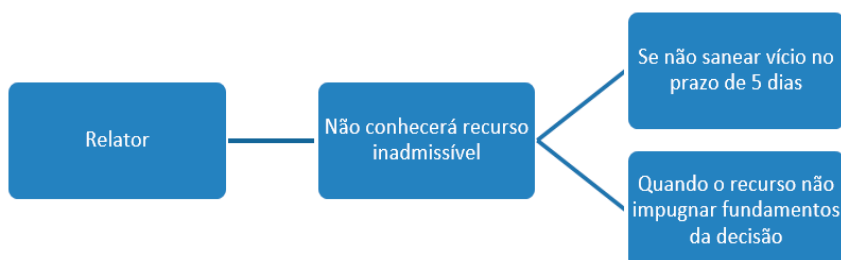 Relator
Não conhecerá recurso
inadmissível
Se não sanear vício no
prazo de 5 dias
Quando o recurso não
impugnar fundamentos
da decisão